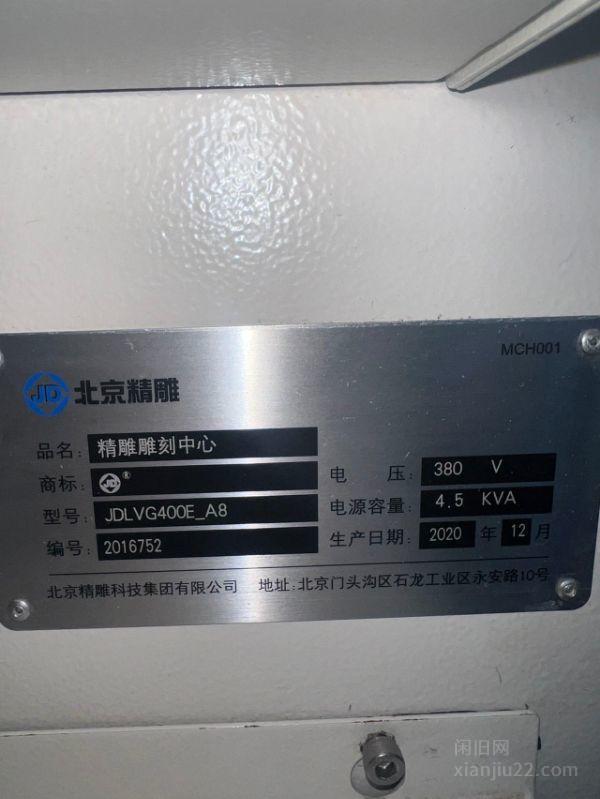 MCH001
JD 北京精雕
品名: 精雕雕刻中心
商标: JD ®
型号: JDLVG400E_A8
编号: 2016752
电 压: 380 V
电源容量: 4.5 KVA
生产日期: 2020 年 12 月
北京精雕科技集团有限公司 地址: 北京门头沟区石龙工业区永安路10号
闲旧网
xianjiu22.com